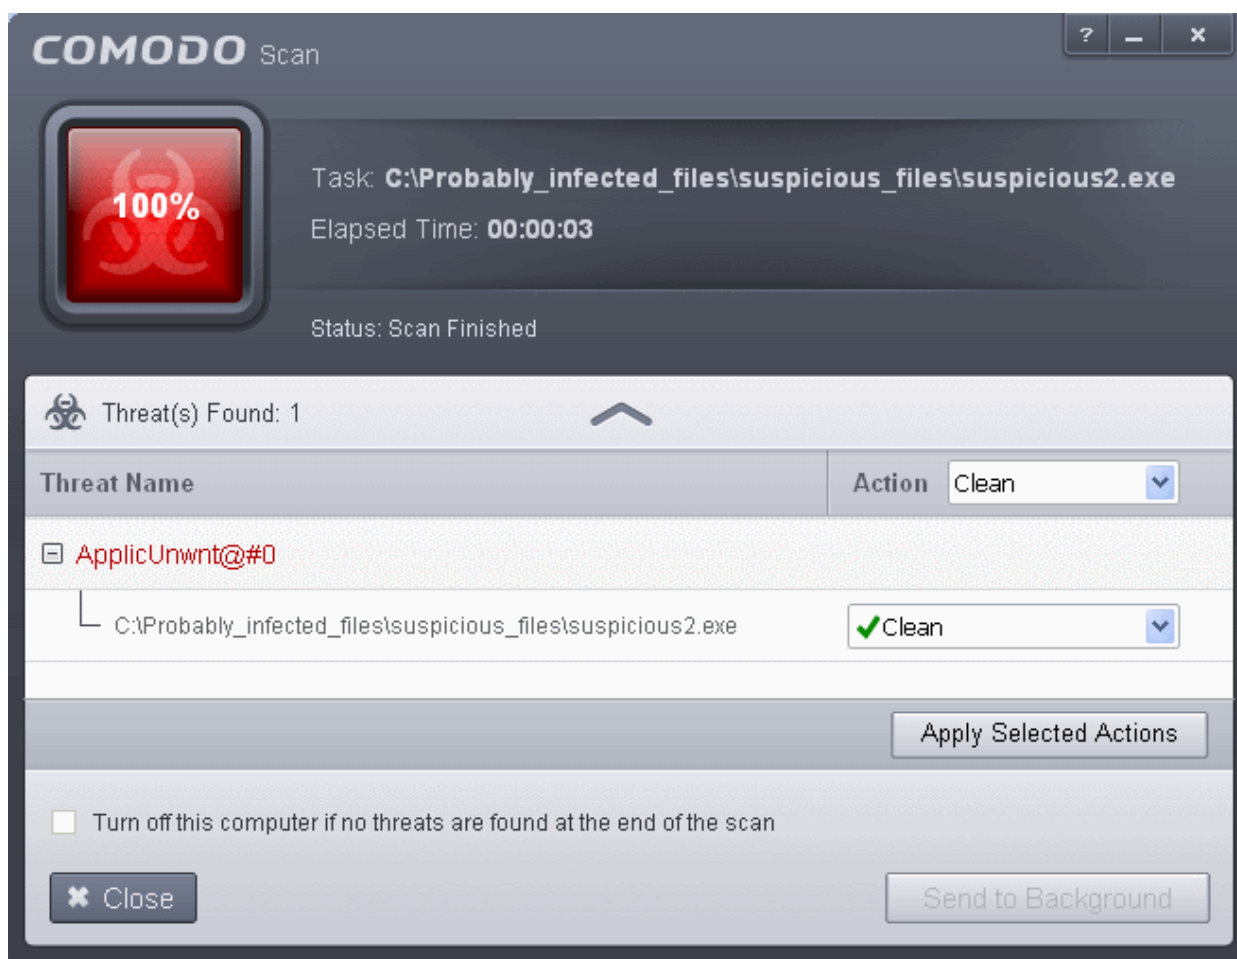 COMODO Scan
?
100%
Task: C:\Probably_infected_files\suspicious_files\suspicious2.exe
Elapsed Time: 00:00:03
Status: Scan Finished
Threat(s) Found: 1
Threat Name
Action Clean
ApplicUnwnt@#0
C:\Probably_infected_files\suspicious_files\suspicious2.exe
Clean
Apply Selected Actions
Turn off this computer if no threats are found at the end of the scan
Close
Send to Background